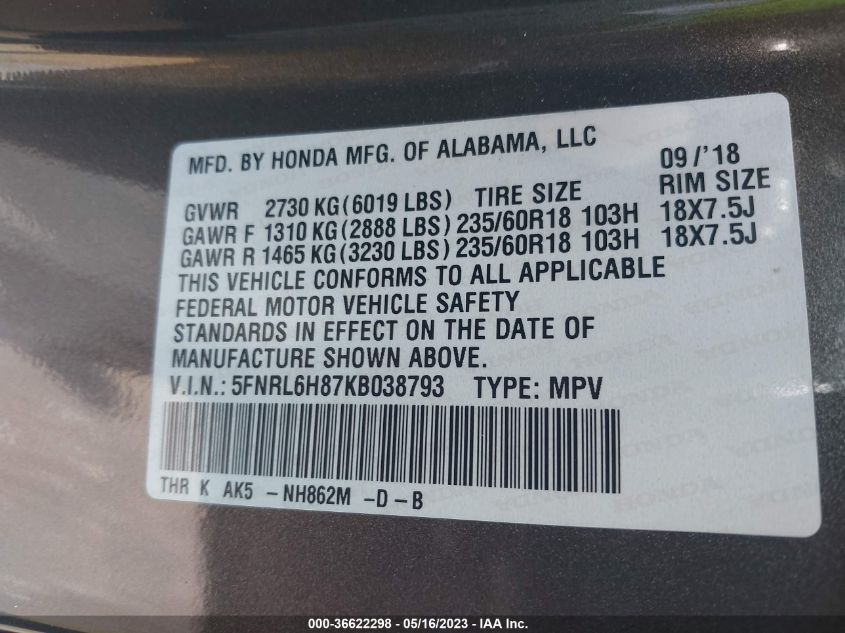 MFD. BY HONDA MFG. OF ALABAMA, LLC 09/'18
GVWR 2730 KG(6019 LBS) TIRE SIZE RIM SIZE
GAWR F 1310 KG(2888 LBS) 235/60R18 103H 18X7.5J
GAWR R 1465 KG(3230 LBS) 235/60R18 103H 18X7.5J
THIS VEHICLE CONFORMS TO ALL APPLICABLE
FEDERAL MOTOR VEHICLE SAFETY
STANDARDS IN EFFECT ON THE DATE OF
MANUFACTURE SHOWN ABOVE.
V.I.N.: 5FNRL6H87KB038793 TYPE: MPV
THR K AK5 -NH862M -D-B
000-36622298 - 05/16/2023 - IAA Inc.